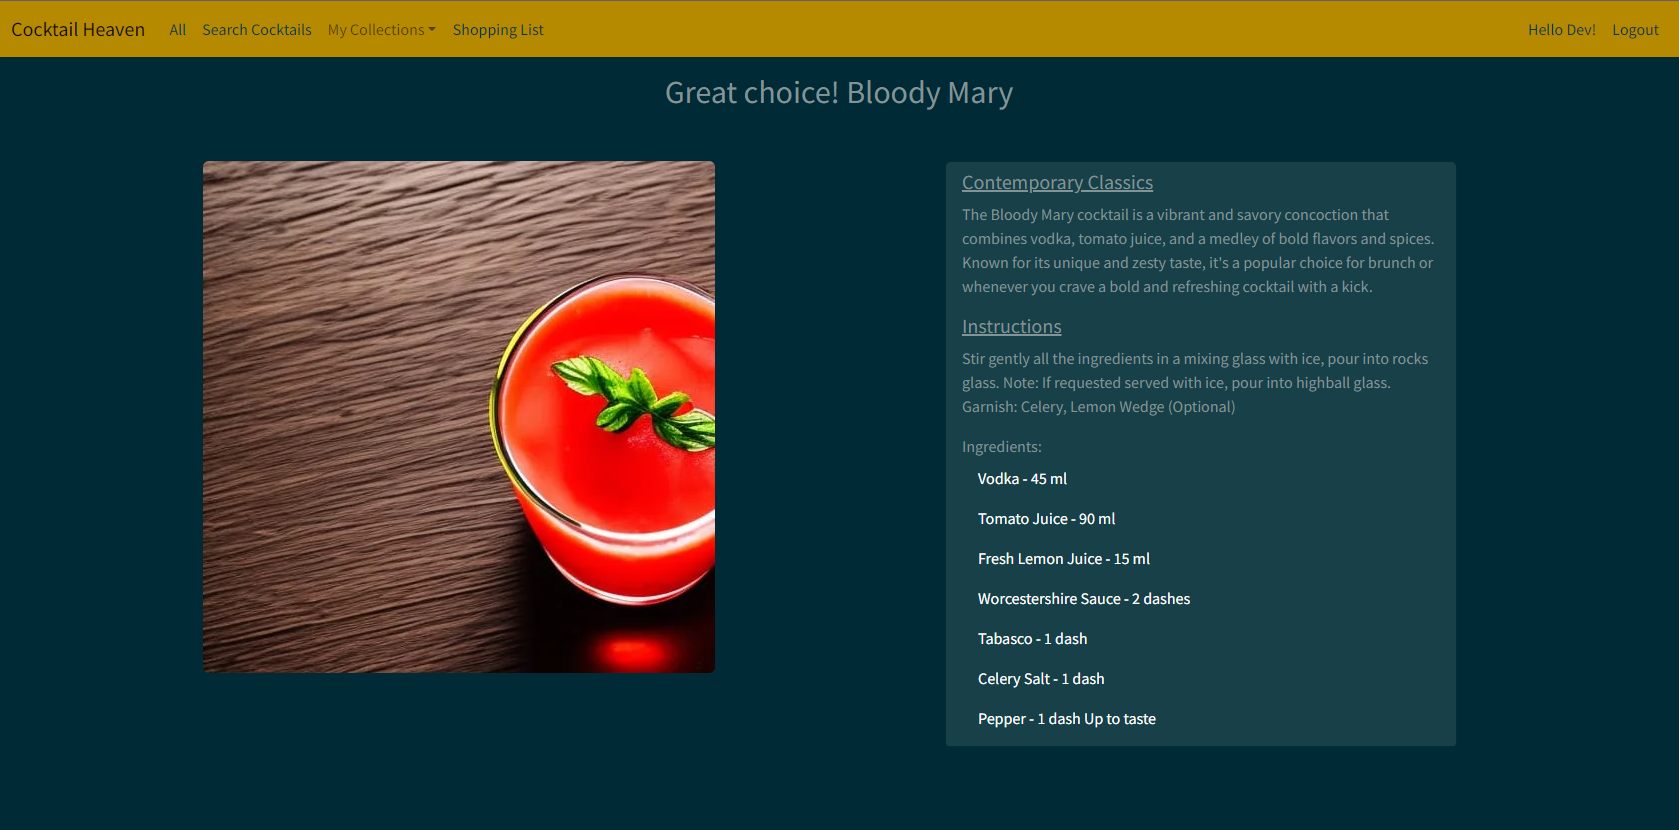 Cocktail Heaven All Search Cocktails My Collections Shopping List Hello Dev! Logout
Great choice! Bloody Mary
Contemporary Classics
The Bloody Mary cocktail is a vibrant and savory concoction that
combines vodka, tomato juice, and a medley of bold flavors and spices.
Known for its unique and zesty taste, it's a popular choice for brunch or
whenever you crave a bold and refreshing cocktail with a kick.
Instructions
Stir gently all the ingredients in a mixing glass with ice, pour into rocks
glass. Note: If requested served with ice, pour into highball glass.
Garnish: Celery, Lemon Wedge (Optional)
Ingredients:
Vodka - 45 ml
Tomato Juice - 90 ml
Fresh Lemon Juice - 15 ml
Worcestershire Sauce - 2 dashes
Tabasco - 1 dash
Celery Salt - 1 dash
Pepper - 1 dash Up to taste